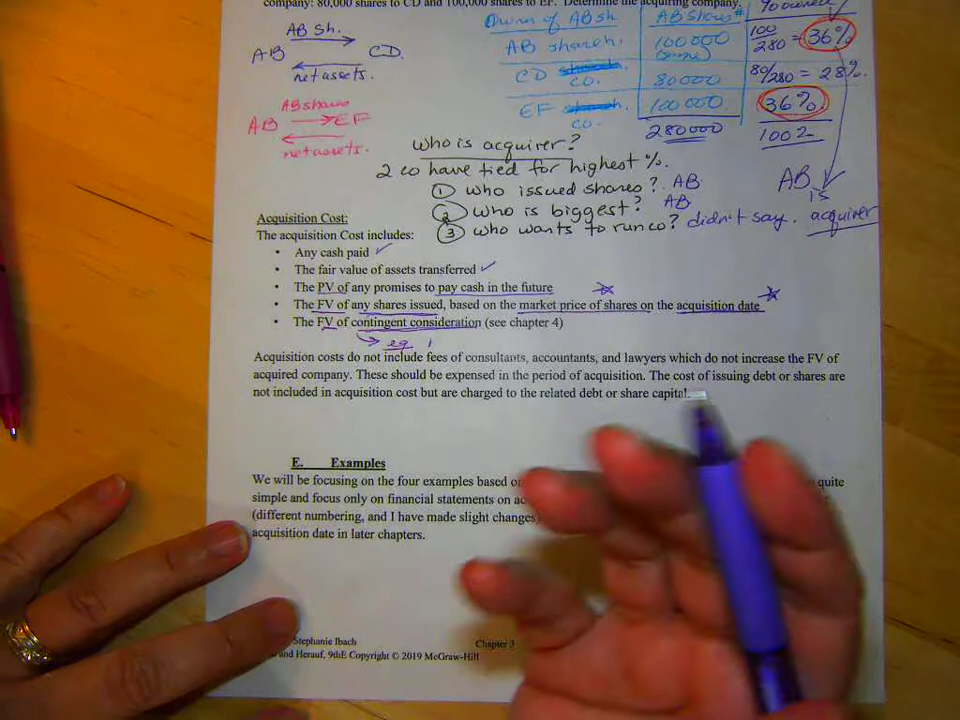 company: 80,000 shares to CD and 100,000 shares to EF. Determine the acquiring company.
Owner of AB sh AB Shares # % owned
AB Sh.
AB CD.
net assets.
AB shareh. 100 000 100/280 = 36%
CD co. 80000 80/280 = 28%.
EF co. 100 000. 36%
280000 100%
AB shares
AB EF
net assets.
who is acquirer?
2 co have tied for highest %.
① who issued shares? AB
② who is biggest? AB
③ who wants to run co? didn't say.
AB is acquirer
Acquisition Cost:
The acquisition Cost includes:
• Any cash paid
• The fair value of assets transferred
• The PV of any promises to pay cash in the future
• The FV of any shares issued, based on the market price of shares on the acquisition date
• The FV of contingent consideration (see chapter 4)
eg
Acquisition costs do not include fees of consultants, accountants, and lawyers which do not increase the FV of
acquired company. These should be expensed in the period of acquisition. The cost of issuing debt or shares are
not included in acquisition cost but are charged to the related debt or share capital.
E. Examples
We will be focusing on the four examples based quite
simple and focus only on financial statements on
(different numbering, and I have made slight changes
acquisition date in later chapters.
Stephanie Ibach Chapter 3
and Herauf, 9thE Copyright © 2019 McGraw-Hill